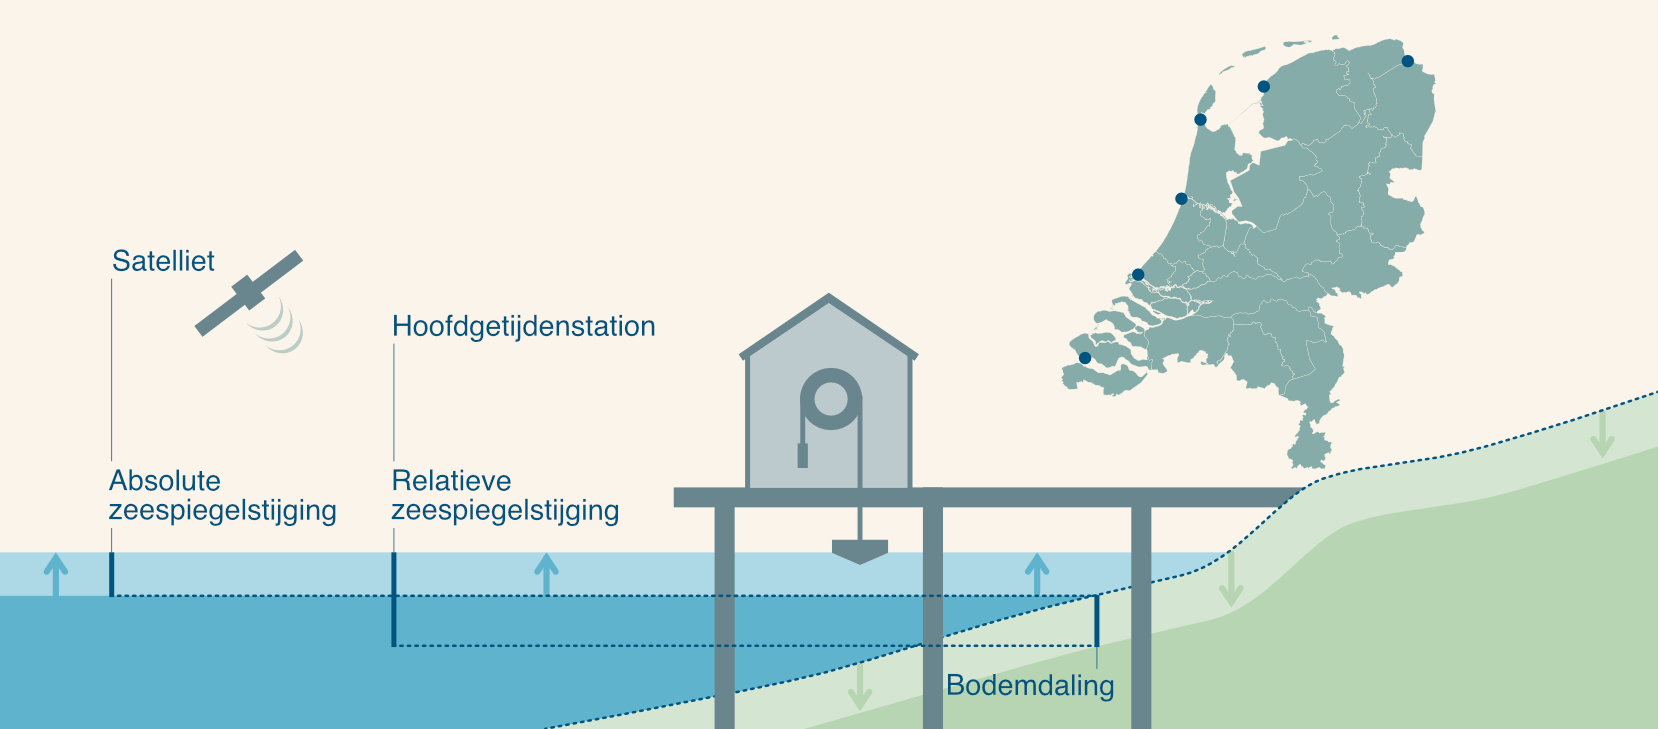 Satelliet
Hoofdgetijdenstation
Absolute
zeespiegelstijging
Relatieve
zeespiegelstijging
Bodemdaling